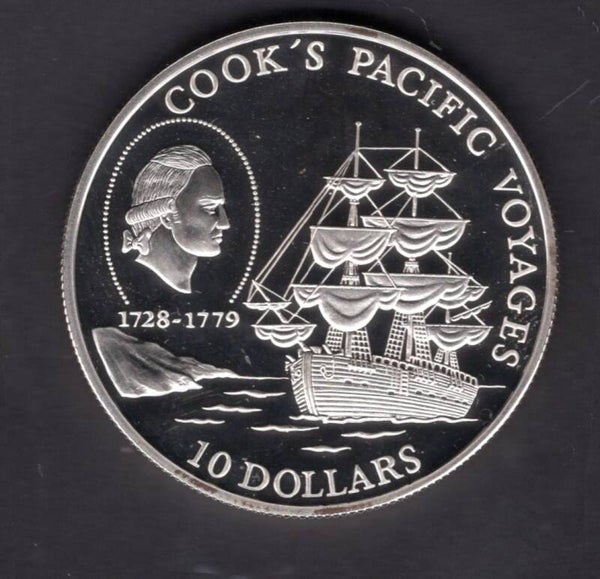 COOK´S PACIFIC VOYAGES
1728-1779
10 DOLLARS